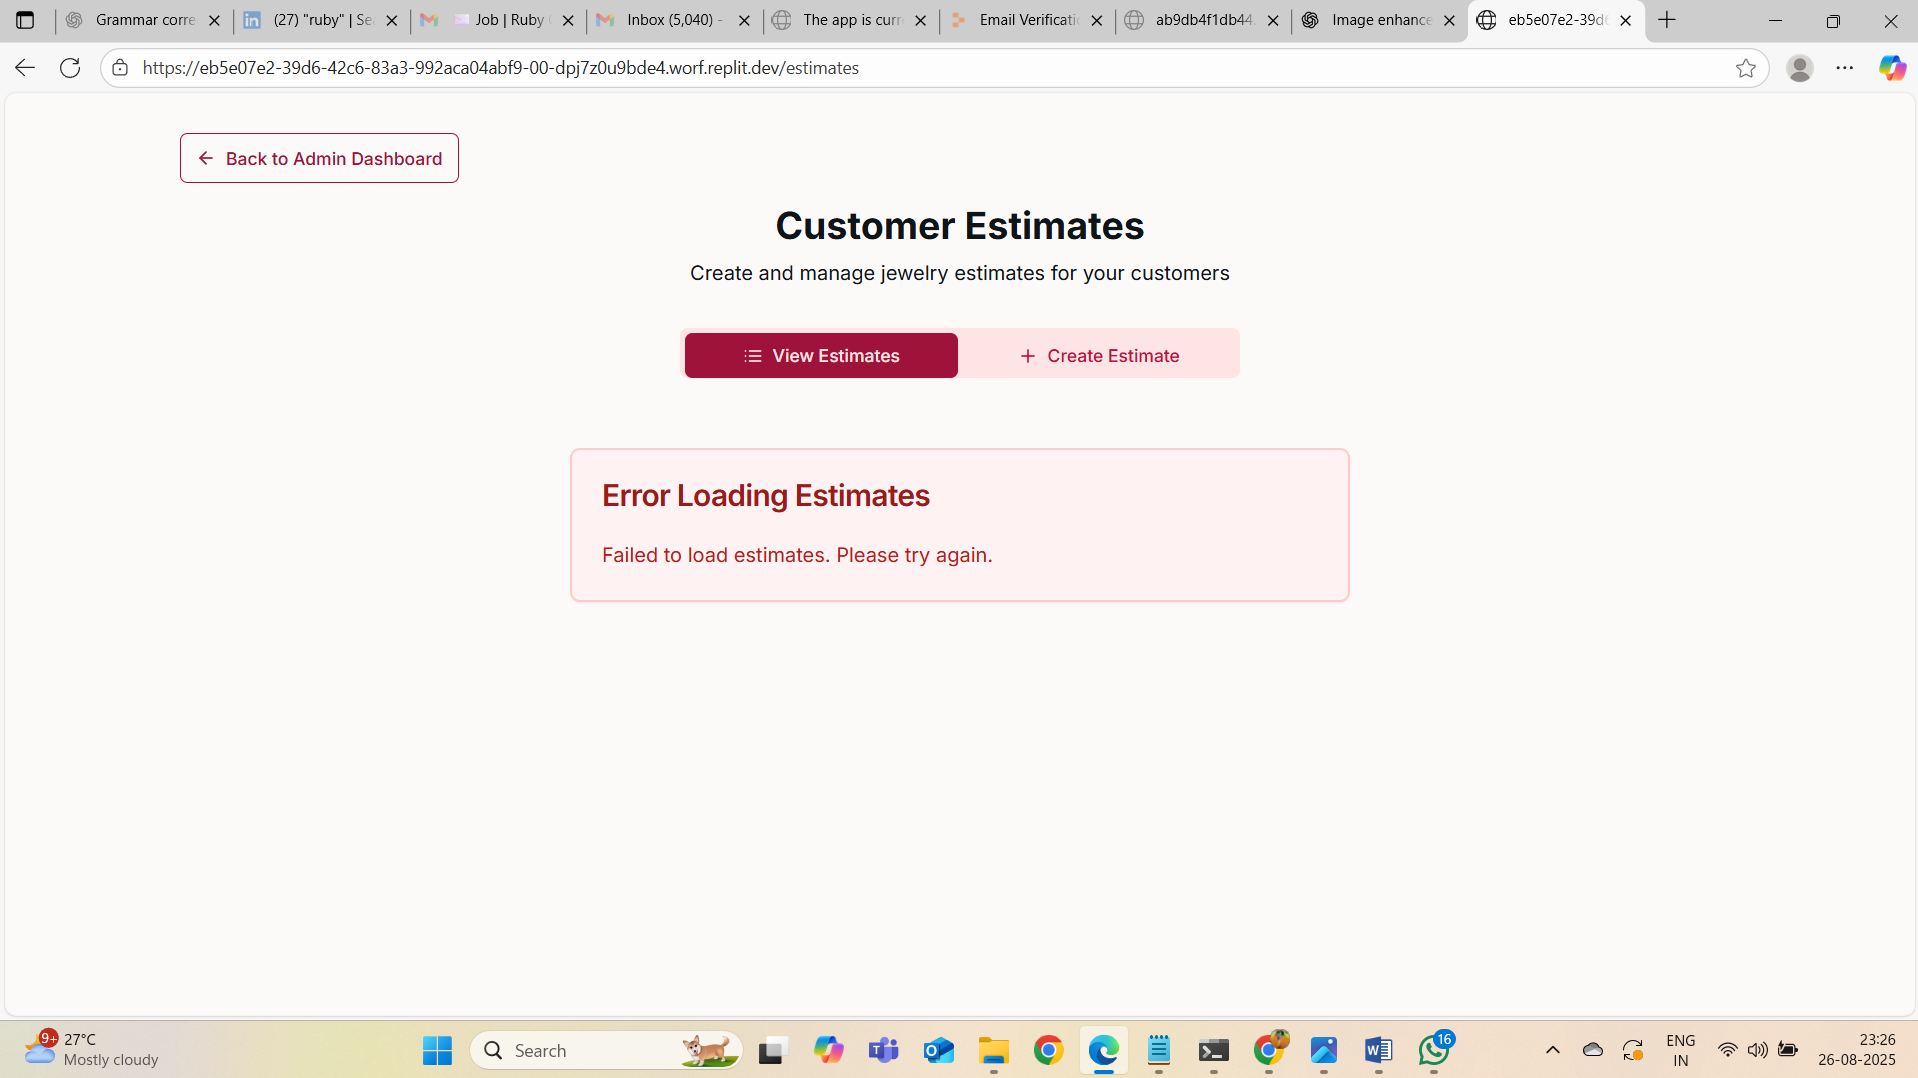 Grammar corre
(27) "ruby" | Se
Job | Ruby
Inbox (5,040) -
The app is curr
Email Verificati
ab9db4f1db44.
Image enhance
eb5e07e2-39d6
https://eb5e07e2-39d6-42c6-83a3-992aca04abf9-00-dpj7z0u9bde4.worf.replit.dev/estimates
Back to Admin Dashboard
Customer Estimates
Create and manage jewelry estimates for your customers
View Estimates
Create Estimate
Error Loading Estimates
Failed to load estimates. Please try again.
9+
27°C
Mostly cloudy
Search
16
ENG
IN
23:26
26-08-2025